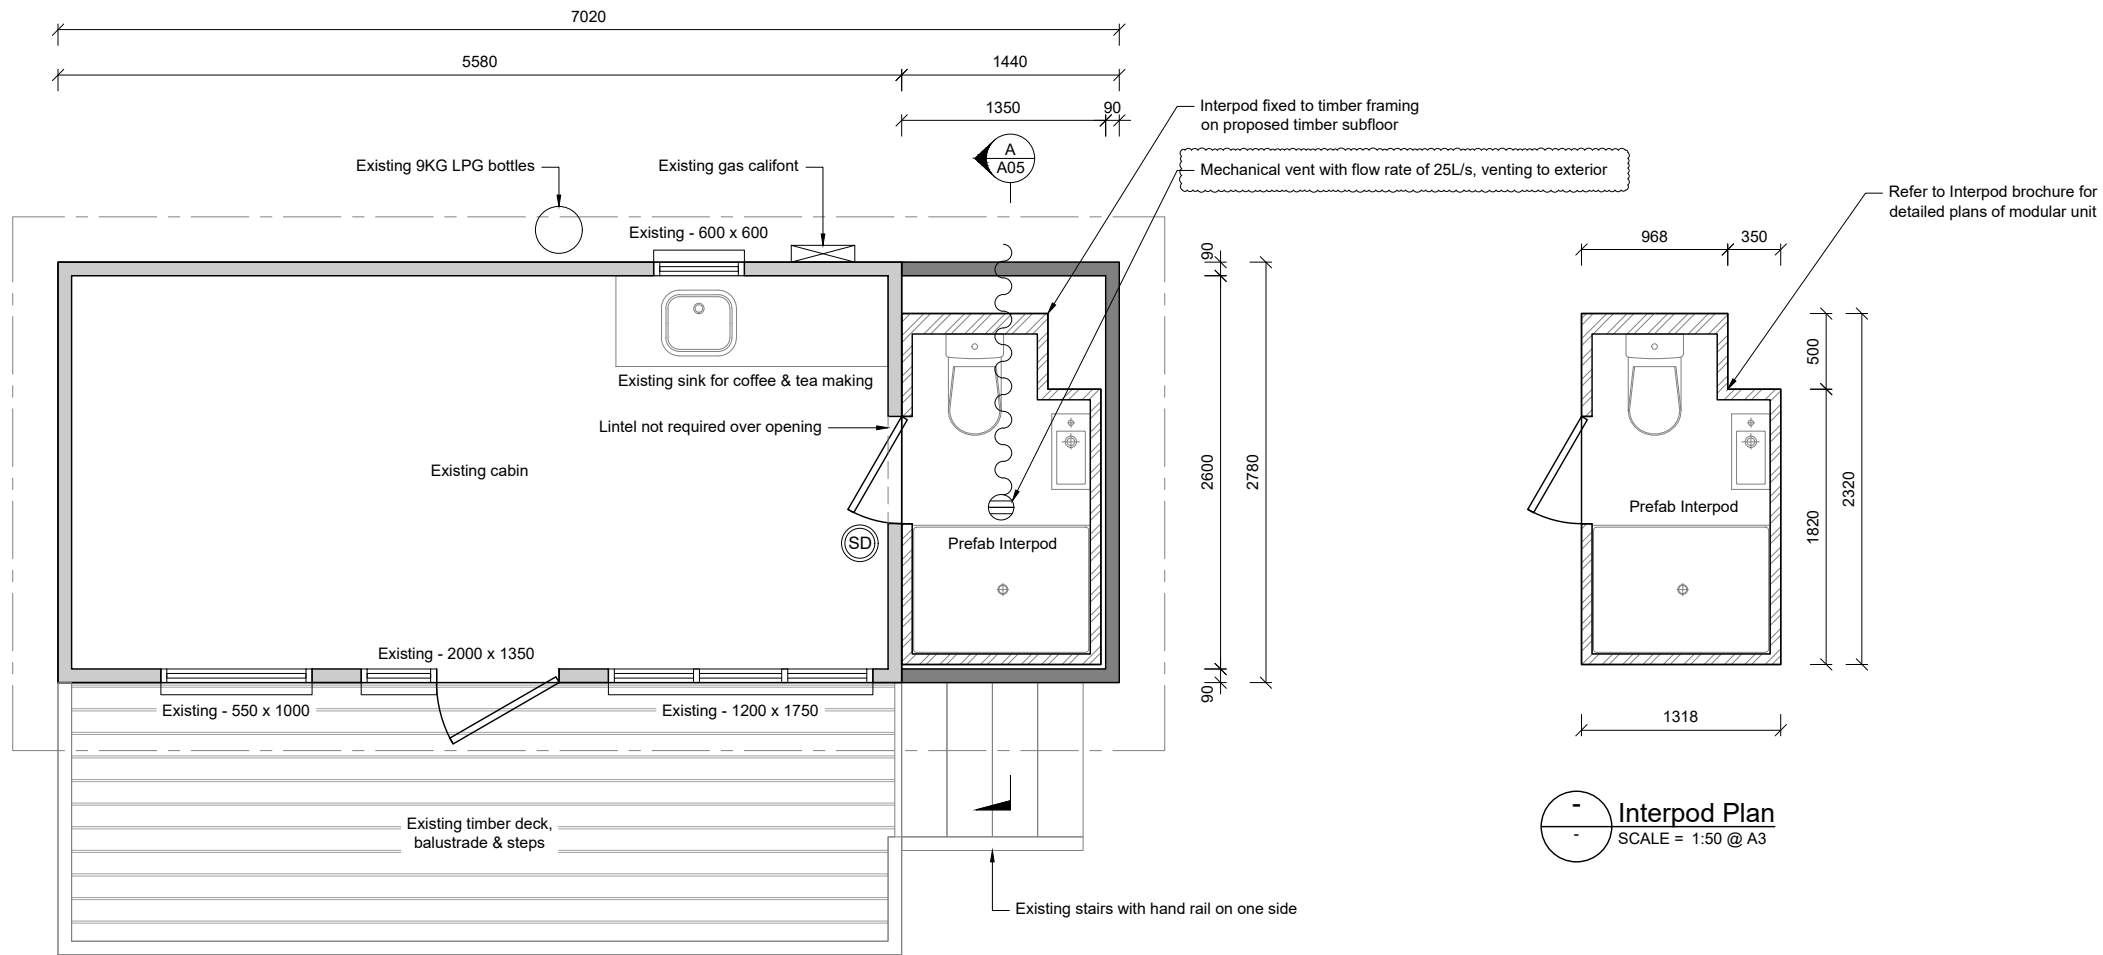 7020
5580
1440
1350
90
Interpod fixed to timber framing
on proposed timber subfloor
A
A05
Existing 9KG LPG bottles
Existing gas califont
Mechanical vent with flow rate of 25L/s, venting to exterior
Refer to Interpod brochure for
detailed plans of modular unit
Existing - 600 x 600
968
350
90
2600
2780
90
500
1820
2320
Existing sink for coffee & tea making
Lintel not required over opening
Existing cabin
SD
Prefab Interpod
Prefab Interpod
Existing - 2000 x 1350
Existing - 550 x 1000
Existing - 1200 x 1750
1318
Existing timber deck,
balustrade & steps
-
-
Interpod Plan
SCALE = 1:50 @ A3
Existing stairs with hand rail on one side